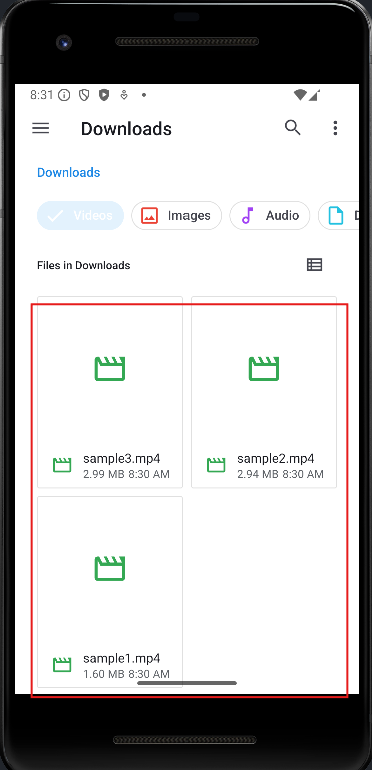 8:31
Downloads
Downloads
Videos Images Audio
Files in Downloads
sample3.mp4 sample2.mp4
2.99 MB 8:30 AM 2.94 MB 8:30 AM
sample1.mp4
1.60 MB 8:30 AM